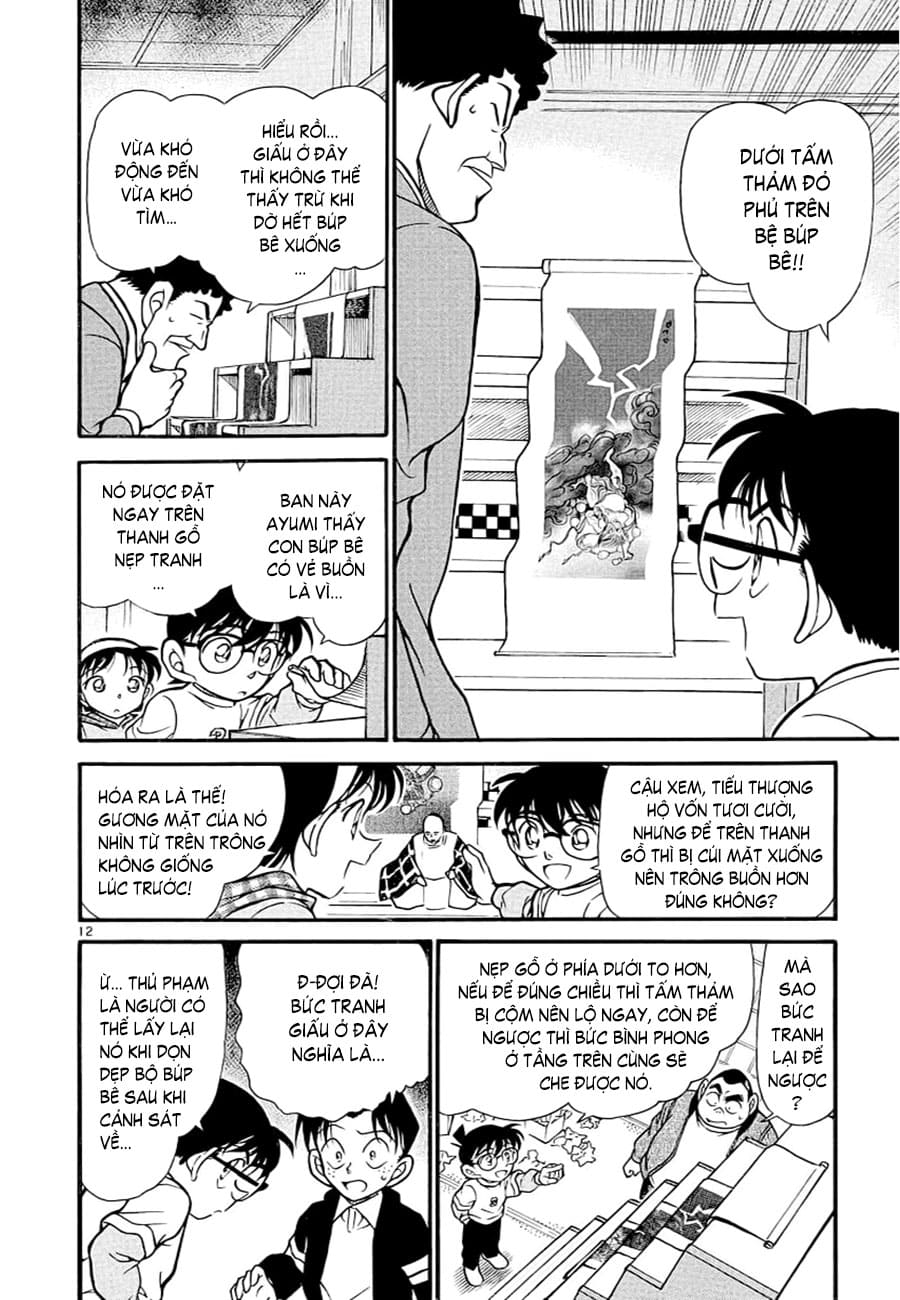 DƯỚI TẤM
THẢM ĐỎ
PHỦ TRÊN
BỆ BÚP
BÊ!!
HIỂU RỒI...
GIẤU Ở ĐÂY
THÌ KHÔNG THỂ
THẤY TRỪ KHI
DỜ HẾT BÚP
BÊ XUỐNG
...
VỪA KHÓ
ĐỘNG ĐẾN
VỪA KHÓ
TÌM...
BAN NÃY
AYUMI THẤY
CON BÚP BÊ
CÓ VẺ BUỒN
LÀ VÌ...
NÓ ĐƯỢC ĐẶT
NGAY TRÊN
THANH GỖ
NẸP TRANH
...
CẬU XEM, TIẾU THƯỢNG
HỘ VỐN TƯƠI CƯỜI,
NHƯNG ĐỂ TRÊN THANH
GỖ THÌ BỊ CÚI MẶT XUỐNG
NÊN TRÔNG BUỒN HƠN
ĐÚNG KHÔNG?
HÓA RA LÀ THẾ!
GƯƠNG MẶT CỦA NÓ
NHÌN TỪ TRÊN TRÔNG
KHÔNG GIỐNG
LÚC TRƯỚC!
12
MÀ
SAO
BỨC
TRANH
LẠI ĐỂ
NGƯỢC
?
NẸP GỖ Ở PHÍA DƯỚI TO HƠN,
NẾU ĐỂ ĐÚNG CHIỀU THÌ TẤM THẢM
BỊ CỘM NÊN LỘ NGAY, CÒN ĐỂ
NGƯỢC THÌ BỨC BÌNH PHONG
Ở TẦNG TRÊN CÙNG SẼ
CHE ĐƯỢC NÓ.
Đ-ĐỢI ĐÃ!
BỨC TRANH
GIẤU Ở ĐÂY
NGHĨA LÀ...
Ừ... THỦ PHẠM
LÀ NGƯỜI CÓ
THỂ LẤY LẠI
NÓ KHI DỌN
DẸP BỘ BÚP
BÊ SAU KHI
CẢNH SÁT
VỀ...